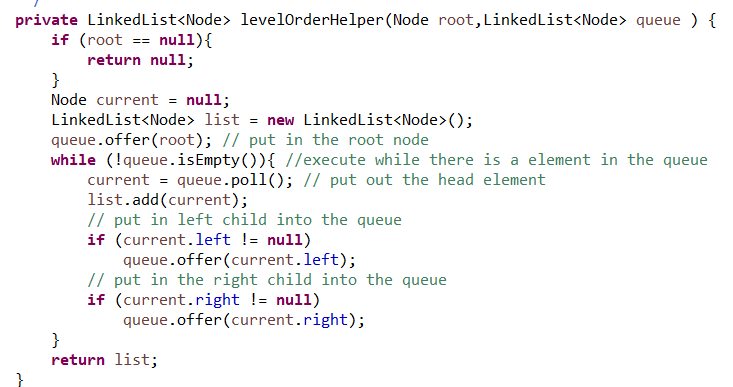 /
private LinkedList<Node> levelOrderHelper(Node root,LinkedList<Node> queue ) {
if (root == null){
return null;
}
Node current = null;
LinkedList<Node> list = new LinkedList<Node>();
queue.offer(root); // put in the root node
while (!queue.isEmpty()){ //execute while there is a element in the queue
current = queue.poll(); // put out the head element
list.add(current);
// put in left child into the queue
if (current.left != null)
queue.offer(current.left);
// put in the right child into the queue
if (current.right != null)
queue.offer(current.right);
}
return list;
}